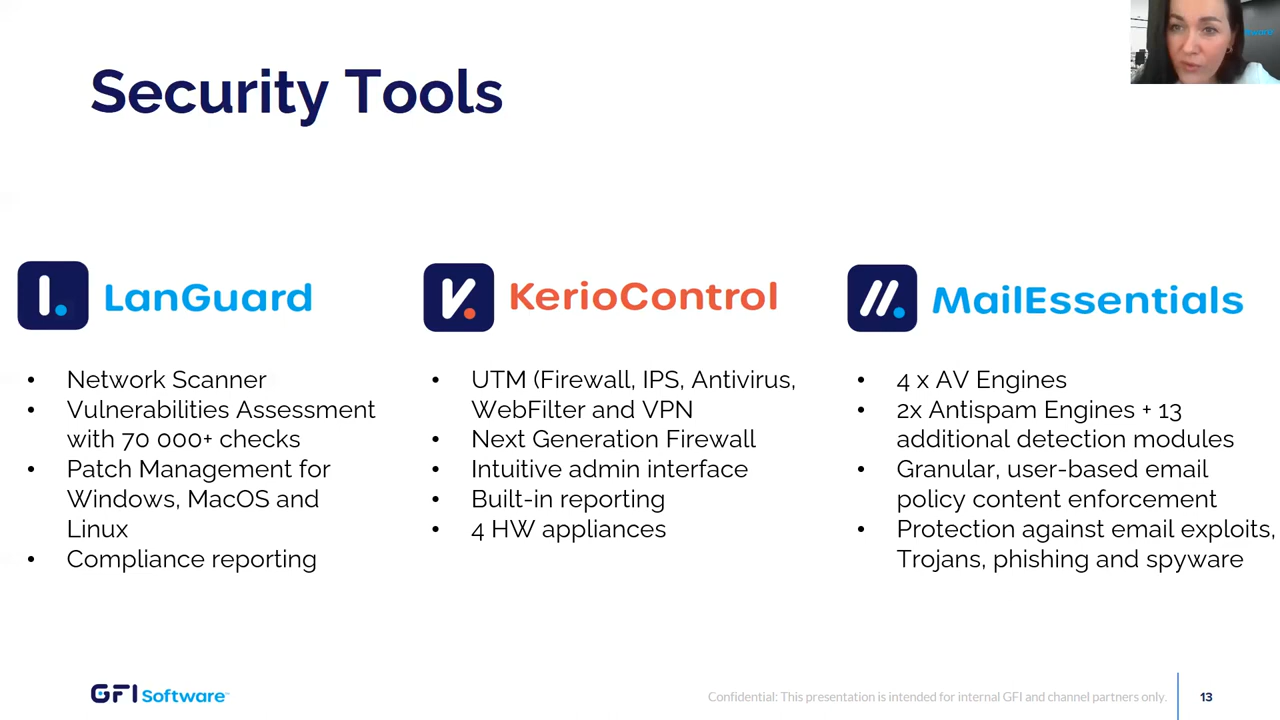 Security Tools
LanGuard
Network Scanner
Vulnerabilities Assessment
with 70 000+ checks
Patch Management for
Windows, MacOS and
Linux
Compliance reporting
KerioControl
UTM (Firewall, IPS, Antivirus,
WebFilter and VPN
Next Generation Firewall
Intuitive admin interface
Built-in reporting
4 HW appliances
MailEssentials
4 x AV Engines
2x Antispam Engines + 13
additional detection modules
Granular, user-based email
policy content enforcement
Protection against email exploits,
Trojans, phishing and spyware
GFI Software™
Confidential: This presentation is intended for internal GFI and channel partners only.
13